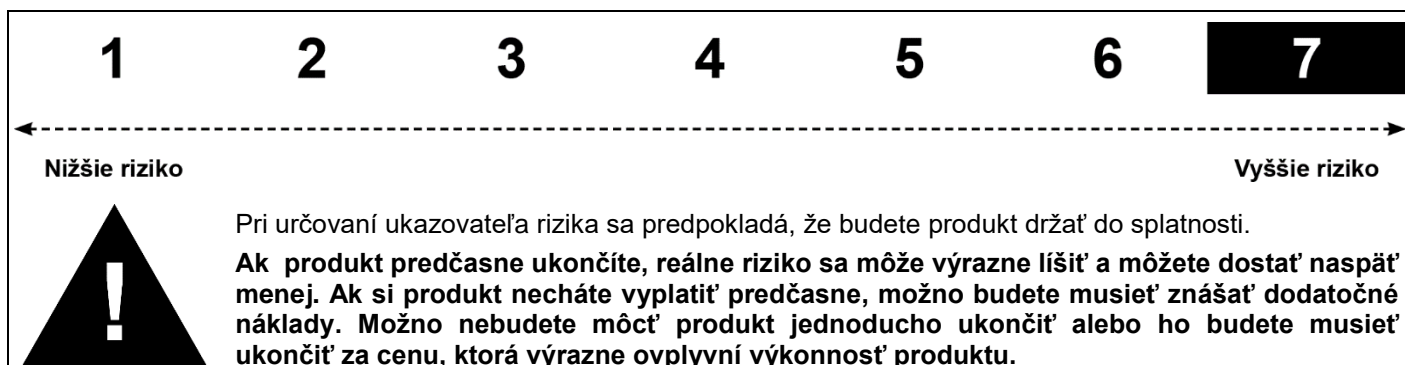 1 2 3 4 5 6 7
Nižšie riziko Vyššie riziko
!
Pri určovaní ukazovateľa rizika sa predpokladá, že budete produkt držať do splatnosti.
Ak produkt predčasne ukončíte, reálne riziko sa môže výrazne líšiť a môžete dostať naspäť
menej. Ak si produkt necháte vyplatiť predčasne, možno budete musieť znášať dodatočné
náklady. Možno nebudete môcť produkt jednoducho ukončiť alebo ho budete musieť
ukončiť za cenu, ktorá výrazne ovplyvní výkonnosť produktu.